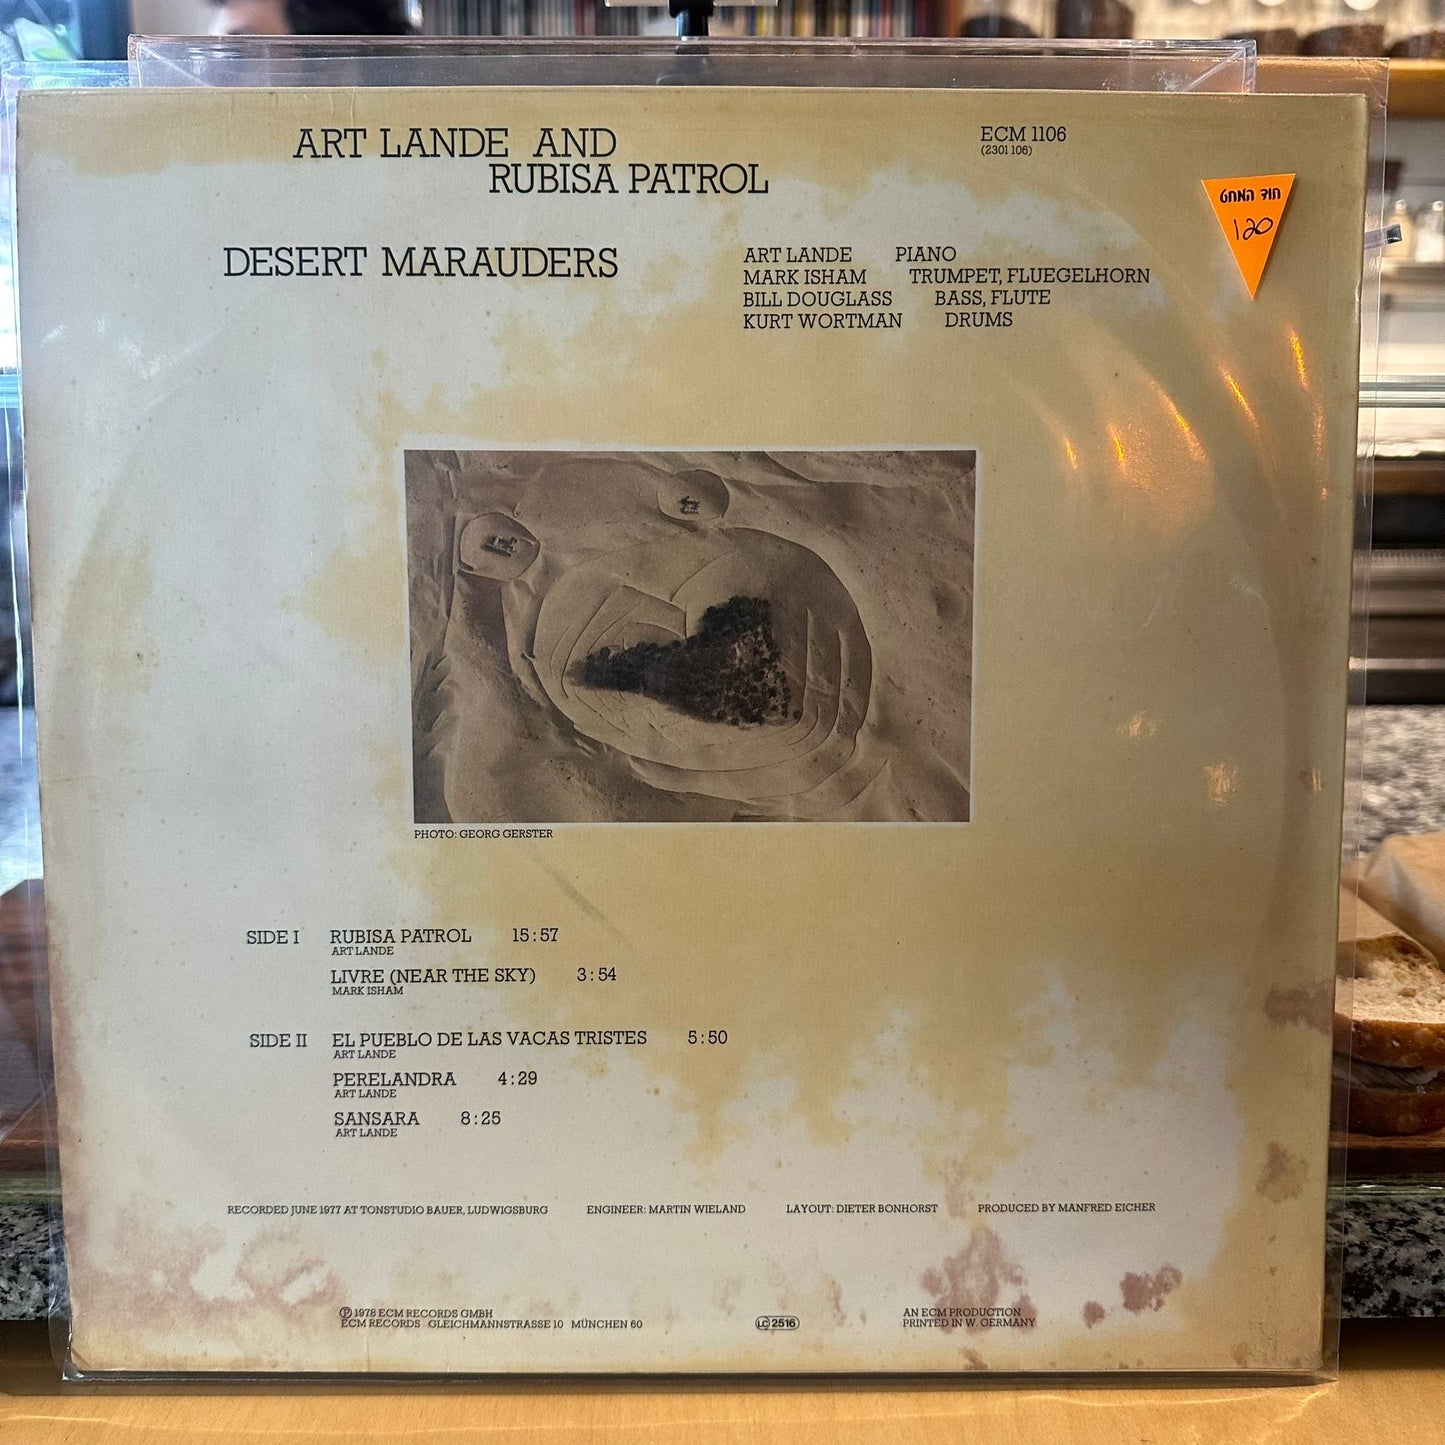 ART LANDE AND
RUBISA PATROL
ECM 1106
(2301 106)
חוד המחט
120
DESERT MARAUDERS
ART LANDE PIANO
MARK ISHAM TRUMPET, FLUEGELHORN
BILL DOUGLASS BASS, FLUTE
KURT WORTMAN DRUMS
PHOTO: GEORG GERSTER
SIDE I RUBISA PATROL 15:57
ART LANDE
LIVRE (NEAR THE SKY) 3:54
MARK ISHAM
SIDE II EL PUEBLO DE LAS VACAS TRISTES 5:50
ART LANDE
PERELANDRA 4:29
ART LANDE
SANSARA 8:25
ART LANDE
RECORDED JUNE 1977 AT TONSTUDIO BAUER, LUDWIGSBURG ENGINEER: MARTIN WIELAND LAYOUT: DIETER BONHORST PRODUCED BY MANFRED EICHER
℗ 1978 ECM RECORDS GMBH
ECM RECORDS GLEICHMANNSTRASSE 10 MÜNCHEN 60
LC 2516
AN ECM PRODUCTION
PRINTED IN W. GERMANY